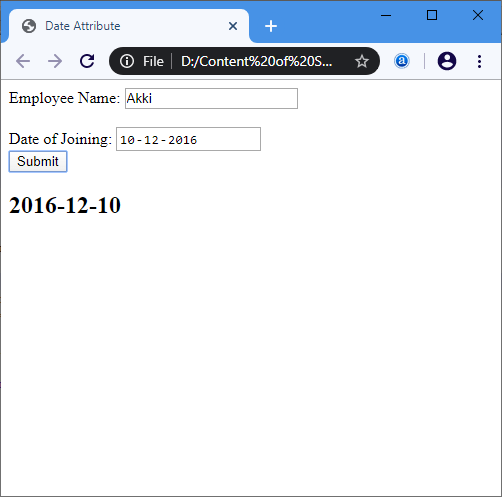 Date Attribute
File D:/Content%20of%20S...
Employee Name: Akki
Date of Joining: 10-12-2016
Submit
2016-12-10